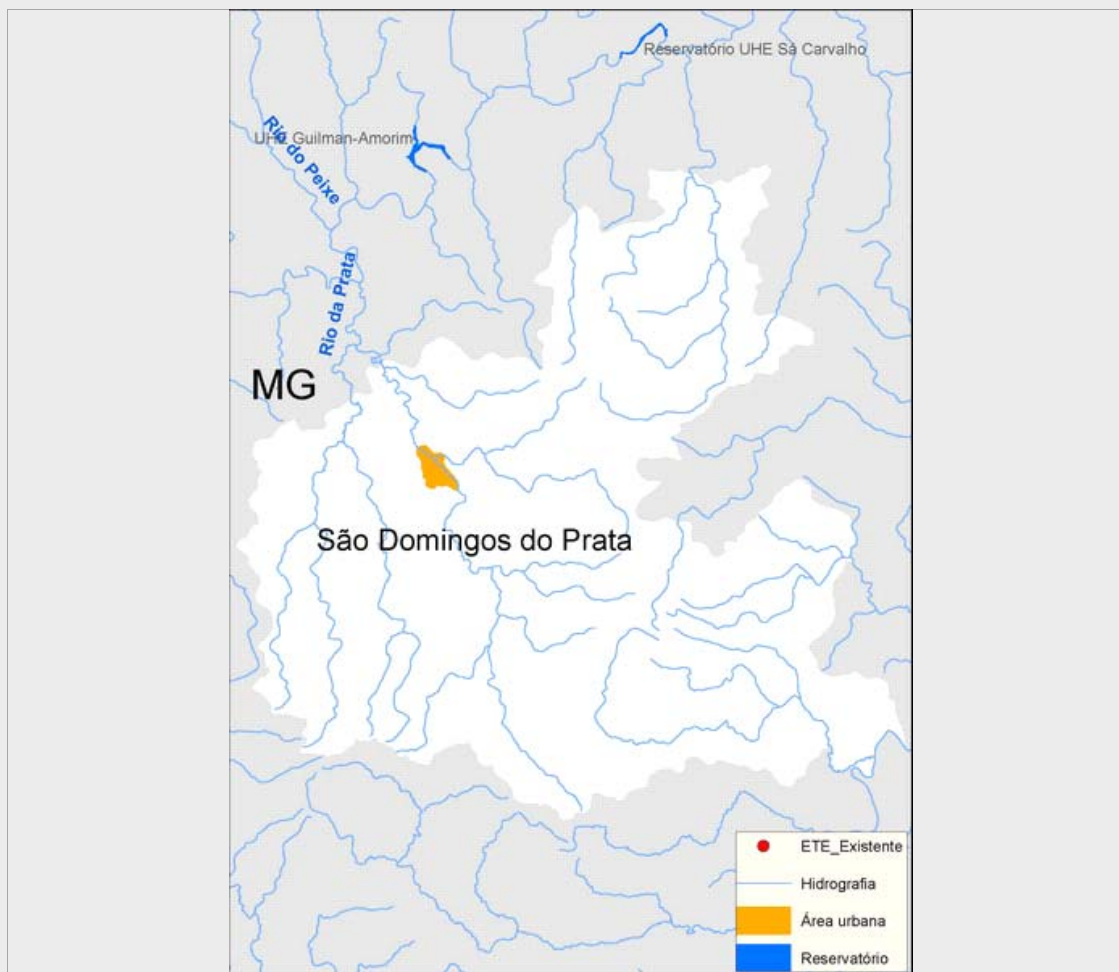 Reservatório UHE Sá Carvalho
UHE Guilman-Amorim
Rio do Peixe
Rio da Prata
MG
São Domingos do Prata
ETE_Existente
Hidrografia
Área urbana
Reservatório